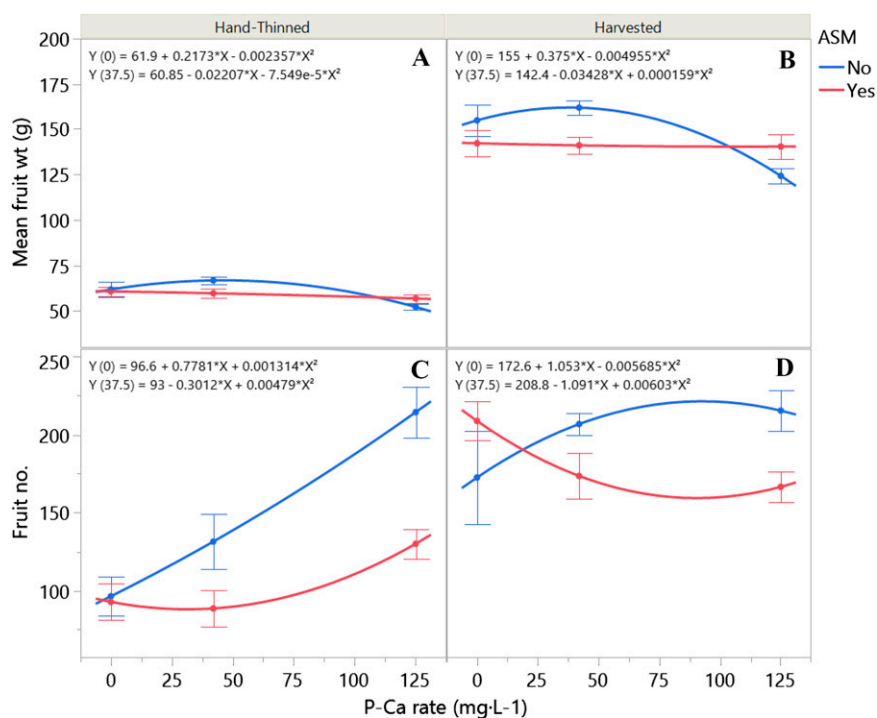 Hand-Thinned
Harvested
ASM
No
Yes
Mean fruit wt (g)
200
175
150
125
100
75
50
Y (0) = 61.9 + 0.2173*X - 0.002357*X²
Y (37.5) = 60.85 - 0.02207*X - 7.549e-5*X²
A
Y (0) = 155 + 0.375*X - 0.004955*X²
Y (37.5) = 142.4 - 0.03428*X + 0.000159*X²
B
Fruit no.
250
200
150
100
Y (0) = 96.6 + 0.7781*X + 0.001314*X²
Y (37.5) = 93 - 0.3012*X + 0.00479*X²
C
Y (0) = 172.6 + 1.053*X - 0.005685*X²
Y (37.5) = 208.8 - 1.091*X + 0.00603*X²
D
0 25 50 75 100 125
0 25 50 75 100 125
P-Ca rate (mg·L-1)